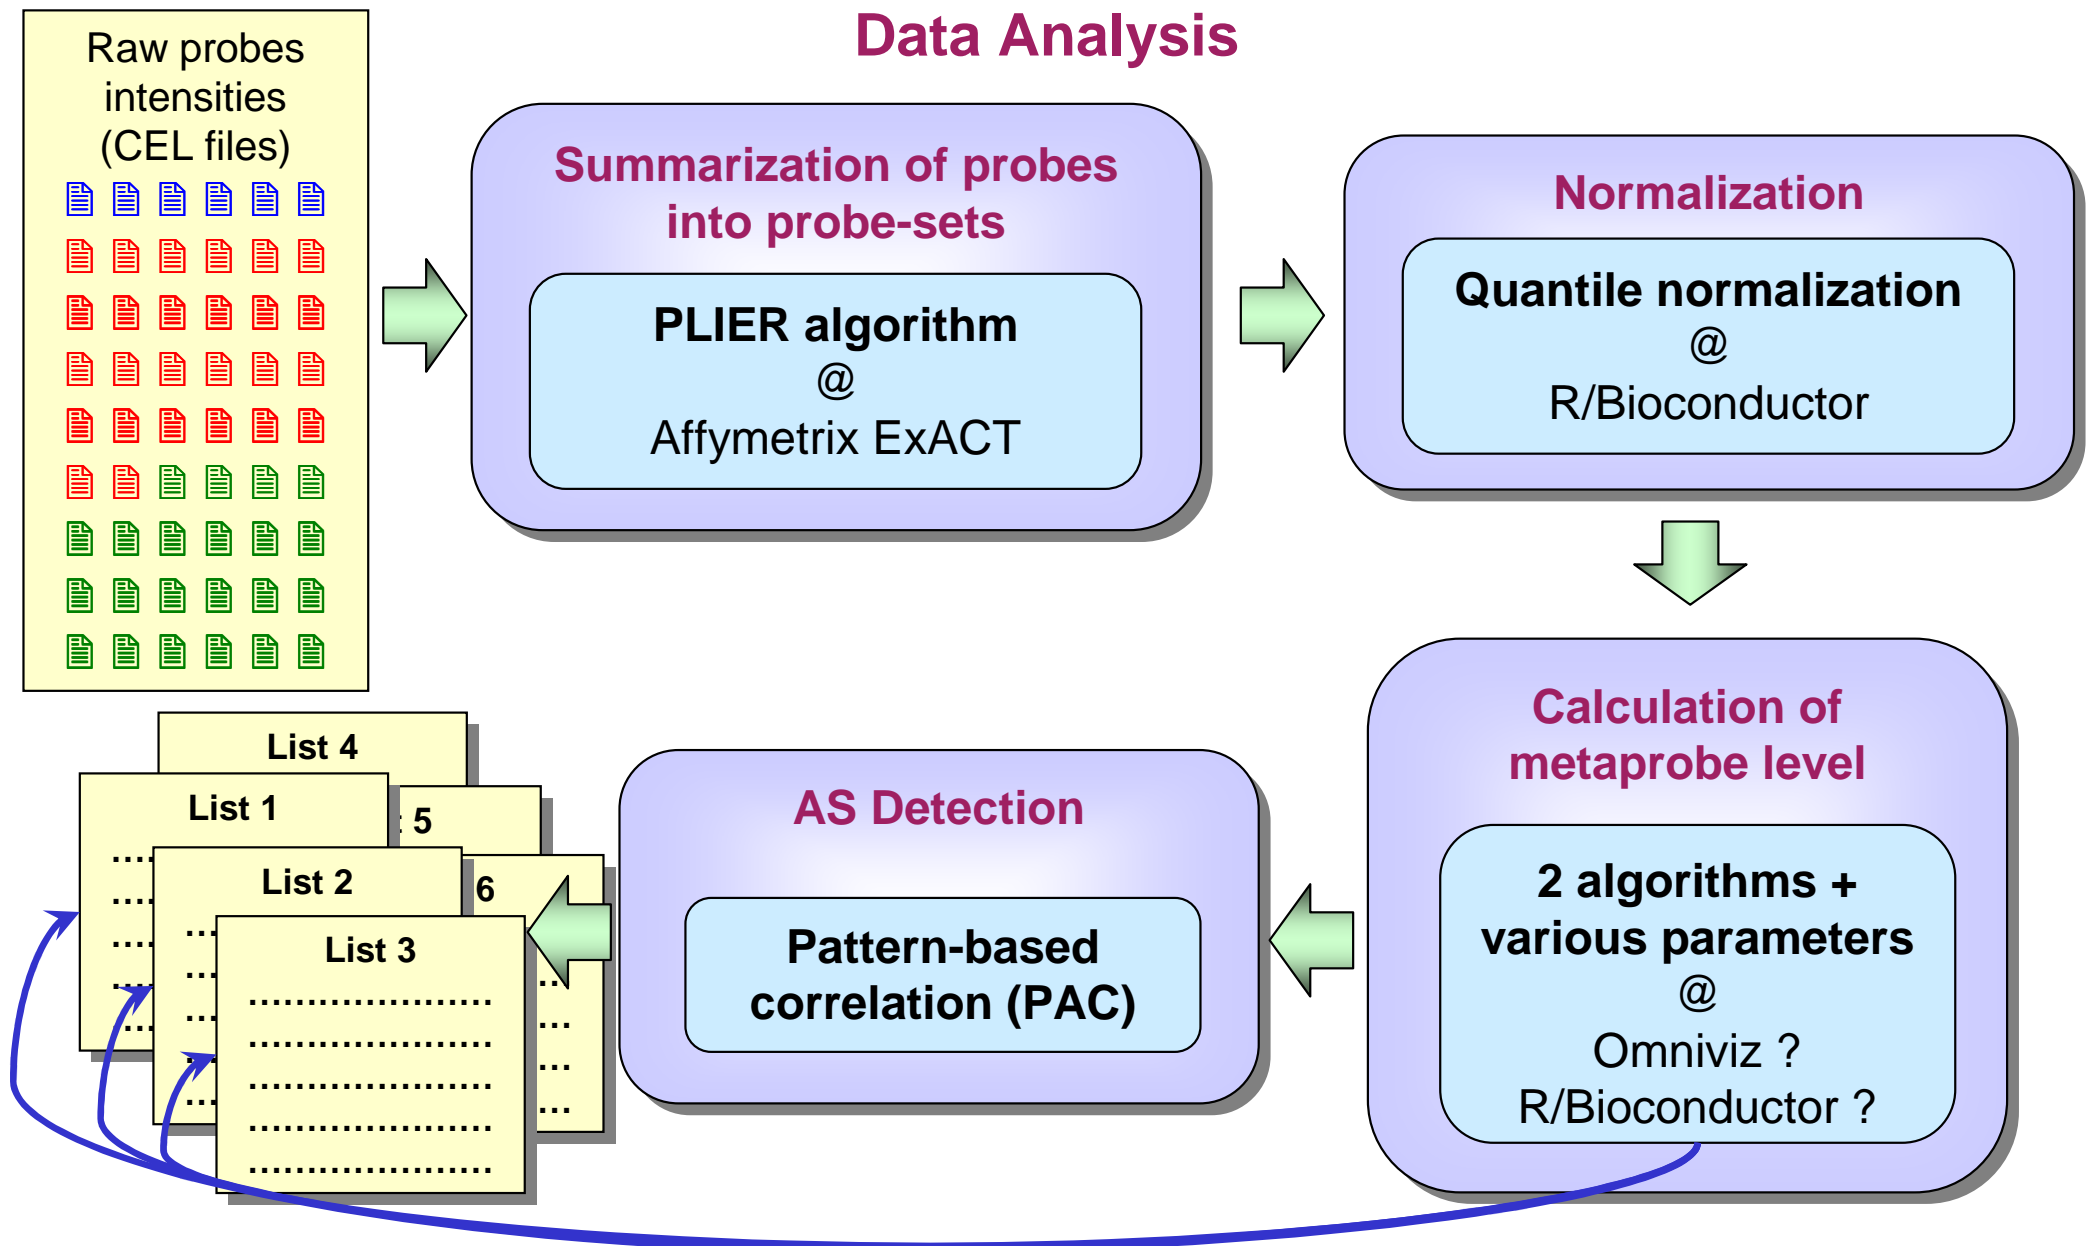 Data Analysis
Raw probes
intensities
(CEL files)
Summarization of probes
into probe-sets
PLIER algorithm
@
Affymetrix ExACT
Normalization
Quantile normalization
@
R/Bioconductor
Calculation of
metaprobe level
2 algorithms +
various parameters
@
Omniviz ?
R/Bioconductor ?
AS Detection
Pattern-based
correlation (PAC)
List 4
List 1
5
List 2
6
List 3
.....................
.....................
.....................
.....................
.....................